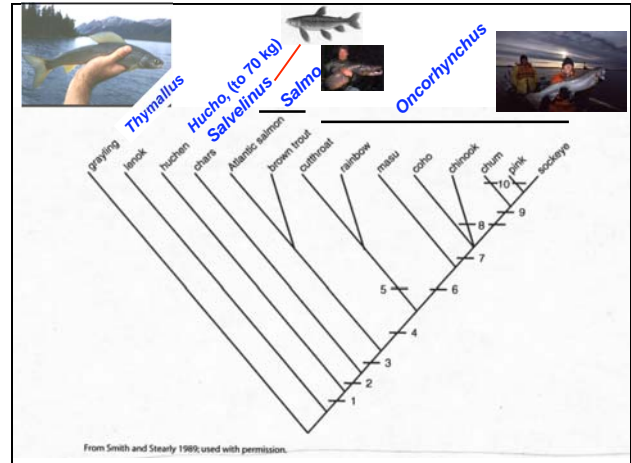 Thymallus
Hucho, (to 70 kg)
Salvelinus
Salmo
Oncorhynchus
grayling
lenok
huchen
chars
Atlantic salmon
brown trout
cutthroat
rainbow
masu
coho
chinook
chum
pink
sockeye
10
9
8
7
6
5
4
3
2
1
From Smith and Stearly 1989; used with permission.